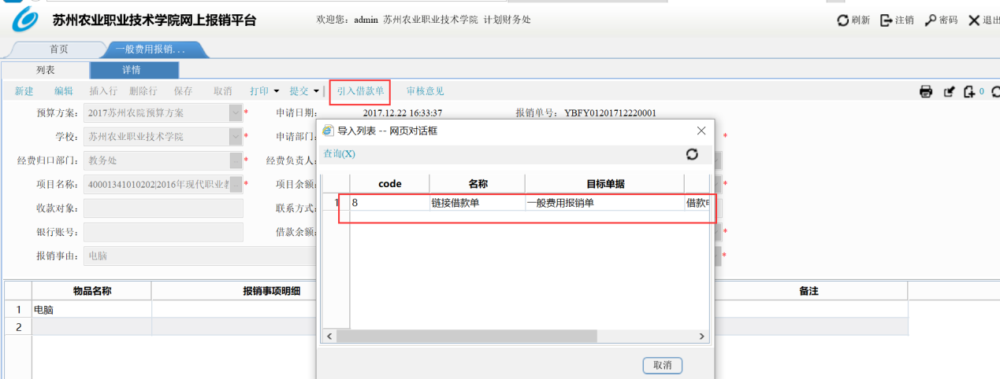 苏州农业职业技术学院网上报销平台 欢迎您：admin 苏州农业职业技术学院 计划财务处 刷新 注销 密码 退出
首页 一般费用报销...
列表 详情
新建 编辑 插入行 删除行 保存 取消 打印 提交 引入借款单 审核意见 0
预算方案： 2017苏州农院预算方案 * 申请日期： 2017.12.22 16:33:37 报销单号： YBFY01201712220001
学校： 苏州农业职业技术学院 * 申请部门： *
经费归口部门： 教务处 * 经费负责人：
项目名称： 40001341010202|2016年现代职业教 * 项目余额： *
收款对象： 联系方式：
银行账号： 借款余额： *
报销事由： 电脑 *
物品名称 报销事项明细 备注
1 电脑
2
导入列表 -- 网页对话框
查询(X)
code 名称 目标单据
1 8 链接借款单 一般费用报销单 借款申
取消